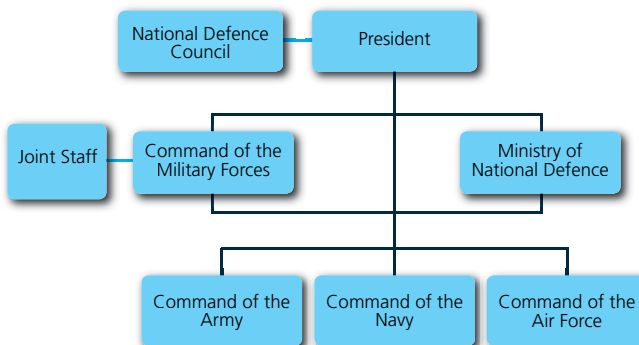 National Defence
Council
President
Joint Staff
Command of the
Military Forces
Ministry of
National Defence
Command of the
Army
Command of the
Navy
Command of the
Air Force